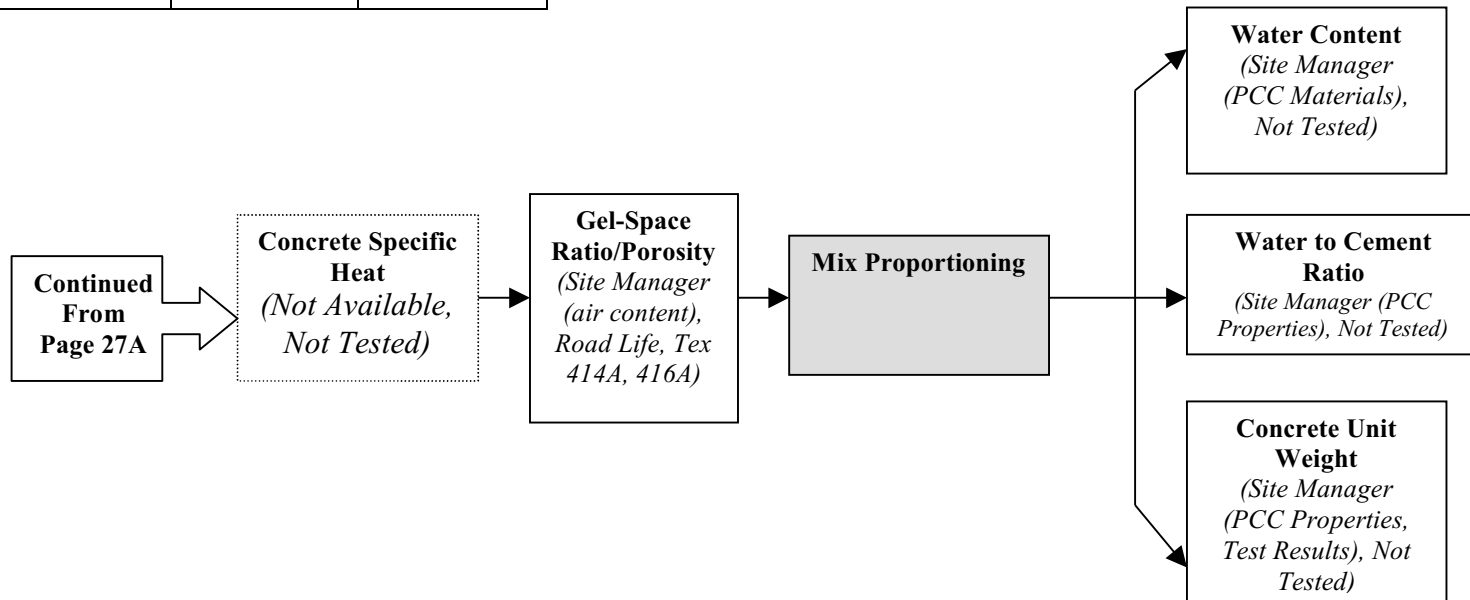 Continued
From
Page 27A
Concrete Specific
Heat
(Not Available,
Not Tested)
Gel-Space
Ratio/Porosity
(Site Manager
(air content),
Road Life, Tex
414A, 416A)
Mix Proportioning
Water Content
(Site Manager
(PCC Materials),
Not Tested)
Water to Cement
Ratio
(Site Manager (PCC
Properties), Not Tested)
Concrete Unit
Weight
(Site Manager
(PCC Properties,
Test Results), Not
Tested)